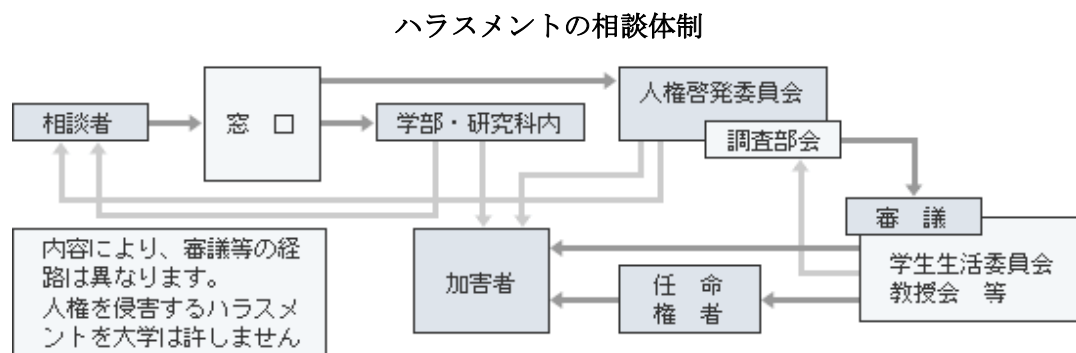 ハラスメントの相談体制
相談者
窓 口
学部・研究科内
人権啓発委員会
調査部会
審 議
学生生活委員会
教授会 等
加害者
任 命
権 者
内容により、審議等の経
路は異なります。
人権を侵害するハラスメ
ントを大学は許しません